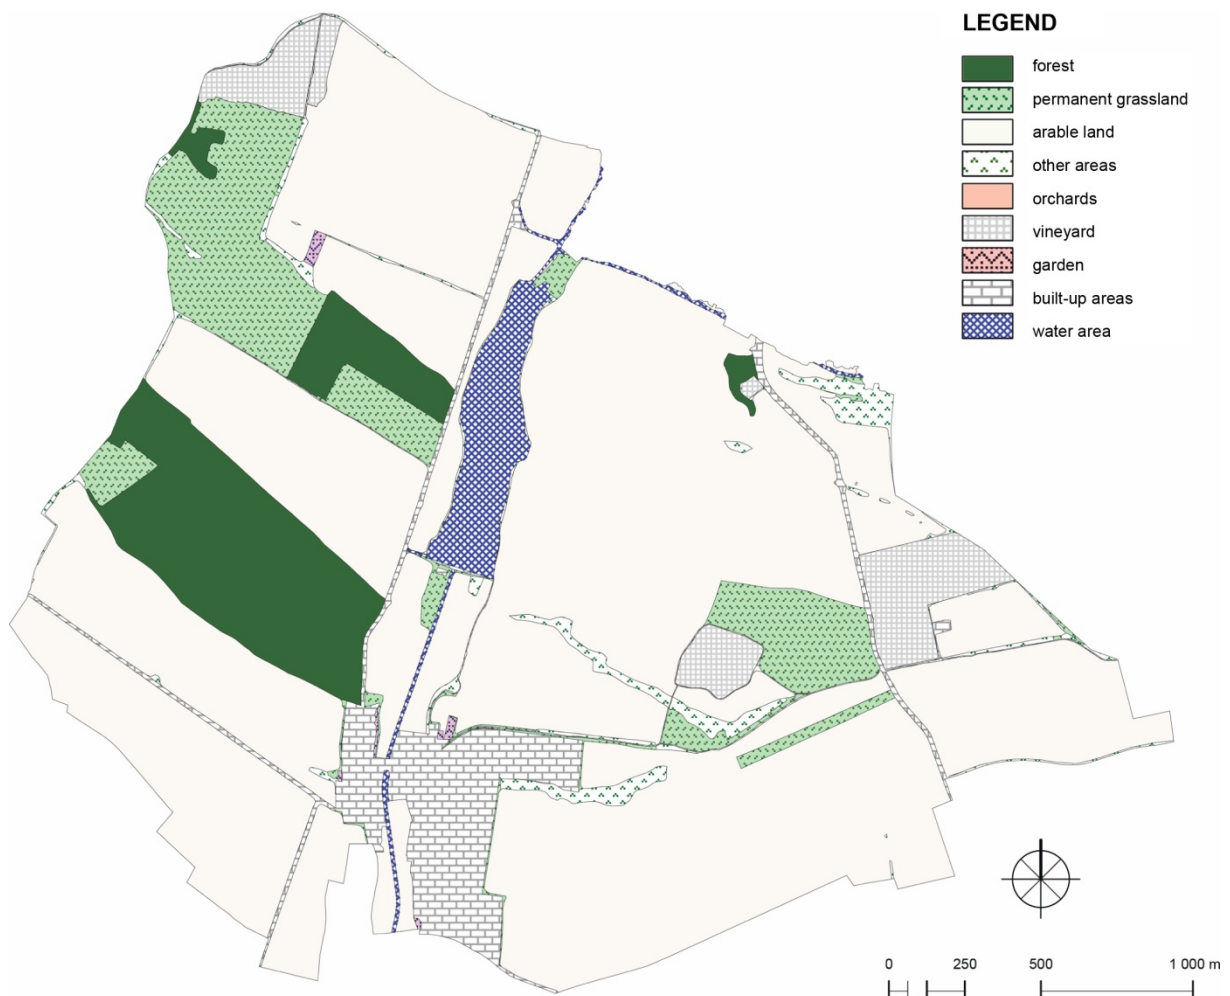 LEGEND
forest
permanent grassland
arable land
other areas
orchards
vineyard
garden
built-up areas
water area
0 250 500 1 000 m